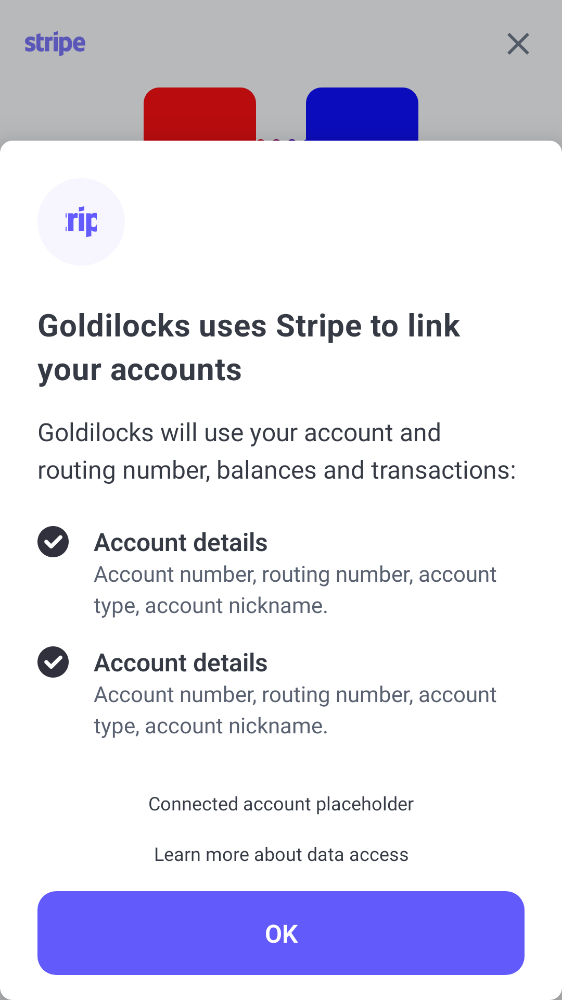 stripe
trip
Goldilocks uses Stripe to link
your accounts
Goldilocks will use your account and
routing number, balances and transactions:
Account details
Account number, routing number, account
type, account nickname.
Account details
Account number, routing number, account
type, account nickname.
Connected account placeholder
Learn more about data access
OK